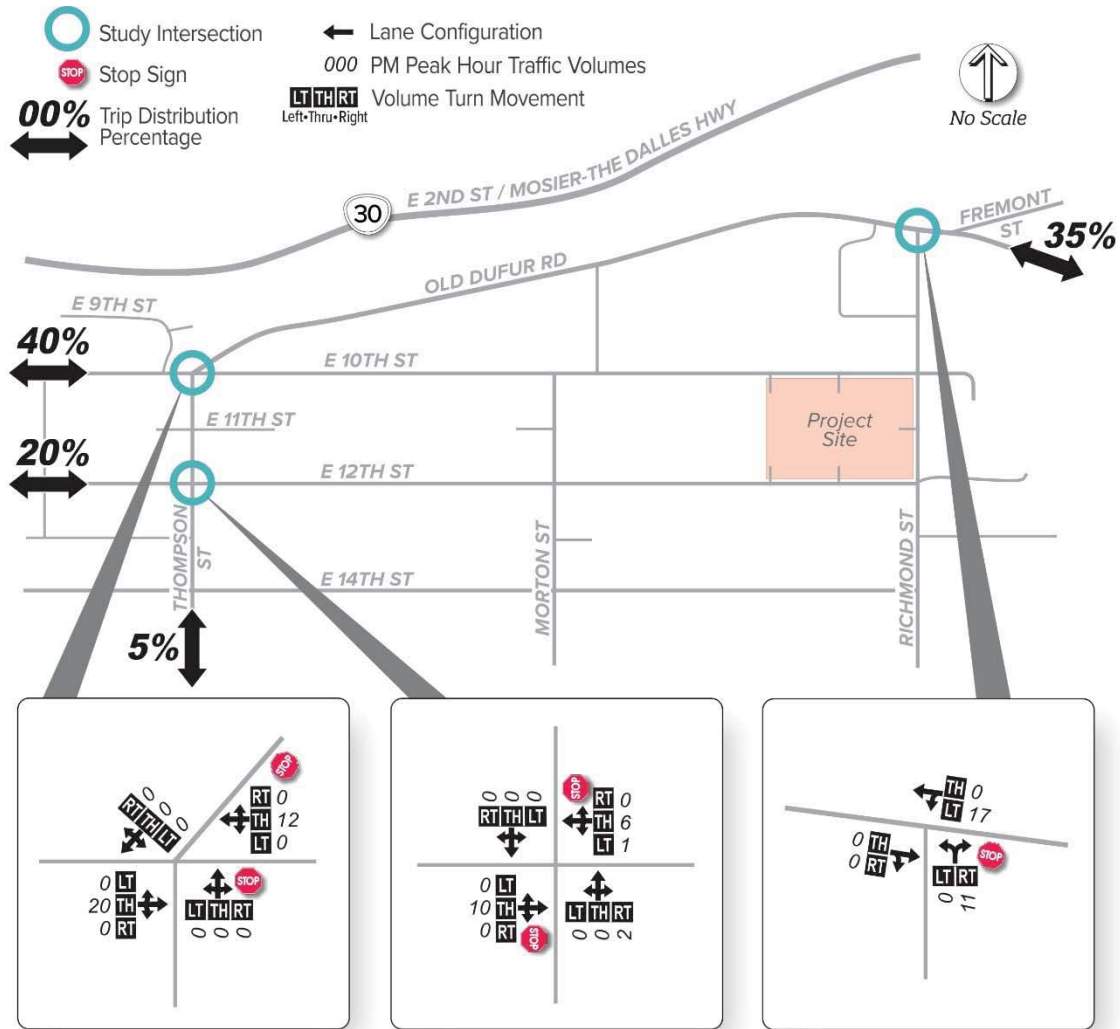 Study Intersection
STOP Stop Sign
00% Trip Distribution
Percentage
Lane Configuration
000 PM Peak Hour Traffic Volumes
LT TH RT Volume Turn Movement
Left•Thru•Right
No Scale
E 2ND ST / MOSIER-THE DALLES HWY
30
FREMONT
ST
35%
OLD DUFUR RD
E 9TH ST
40%
E 10TH ST
E 11TH ST
Project
Site
20%
E 12TH ST
THOMPSON
ST
MORTON ST
RICHMOND ST
E 14TH ST
5%
STOP
0 0 0
RT TH LT
RT 0
TH 12
LT 0
0 LT
20 TH
0 RT
STOP
LT TH RT
0 0 0
0 0 0
RT TH LT
STOP
RT 0
TH 6
LT 1
0 LT
10 TH
0 RT
STOP
LT TH RT
0 0 2
TH 0
LT 17
0 TH
0 RT
STOP
LT RT
0 11